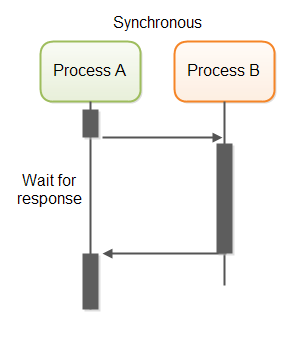 Synchronous
Process A
Process B
Wait for
response